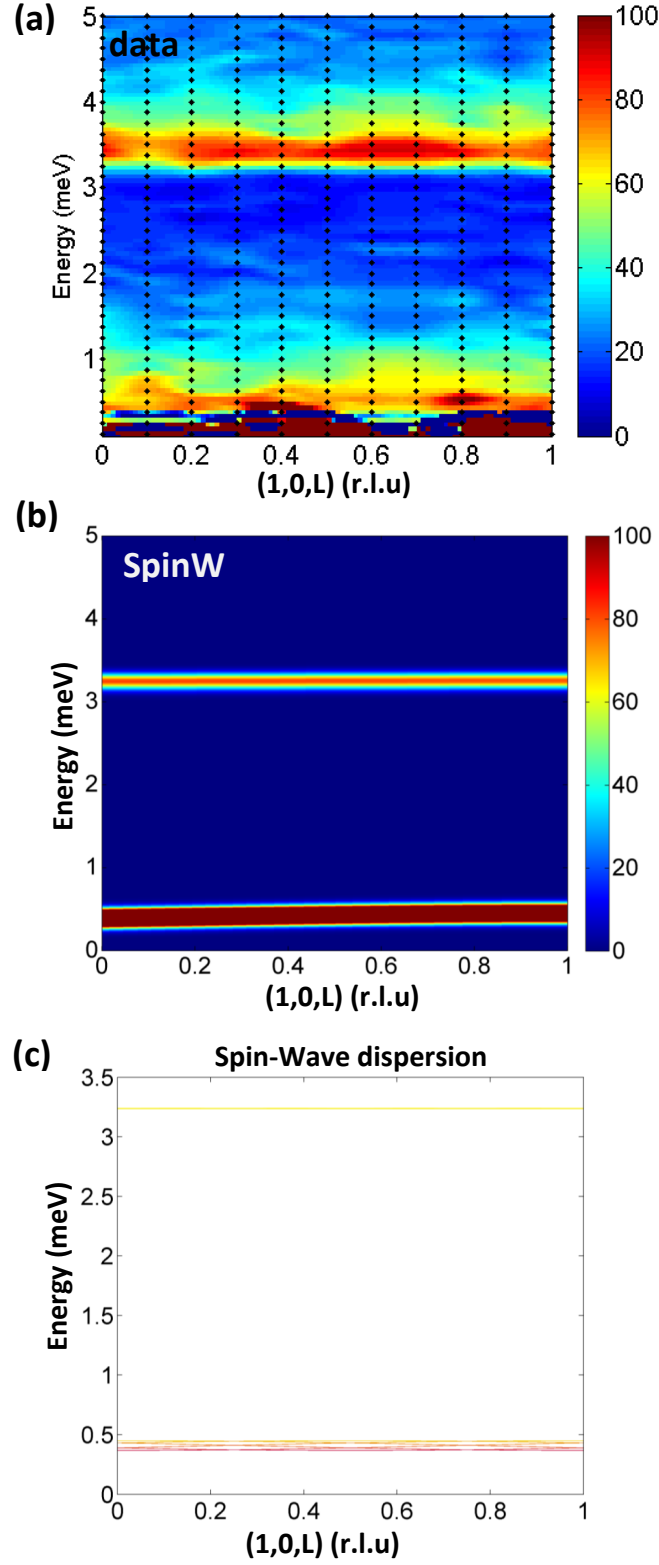 (a)
data
Energy (meV)
5
4
3
2
1
0 0.2 0.4 0.6 0.8 1
(1,0,L) (r.l.u)
100
80
60
40
20
0
(b)
SpinW
Energy (meV)
5
4
3
2
1
0
0 0.2 0.4 0.6 0.8 1
(1,0,L) (r.l.u)
100
80
60
40
20
0
(c)
Spin-Wave dispersion
Energy (meV)
3.5
3
2.5
2
1.5
1
0.5
0
0 0.2 0.4 0.6 0.8 1
(1,0,L) (r.l.u)